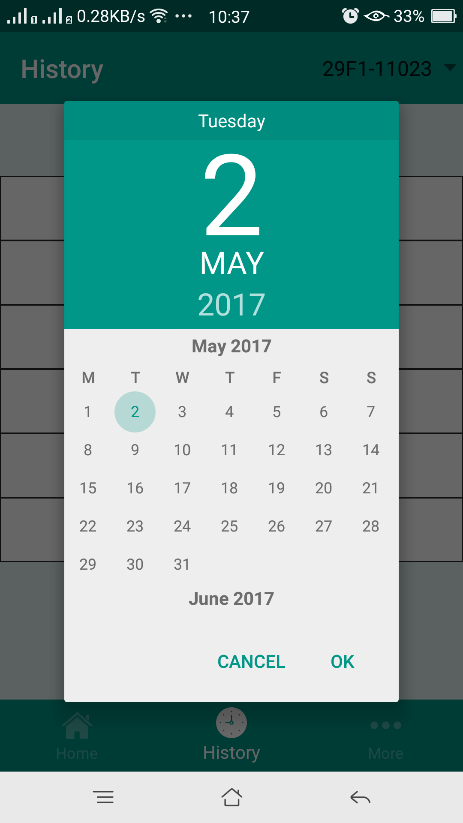 0.28KB/s 10:37 33%
History 29F1-11023
Tuesday
2
MAY
2017
May 2017
M T W T F S S
1 2 3 4 5 6 7
8 9 10 11 12 13 14
15 16 17 18 19 20 21
22 23 24 25 26 27 28
29 30 31
June 2017
CANCEL OK
Home History More